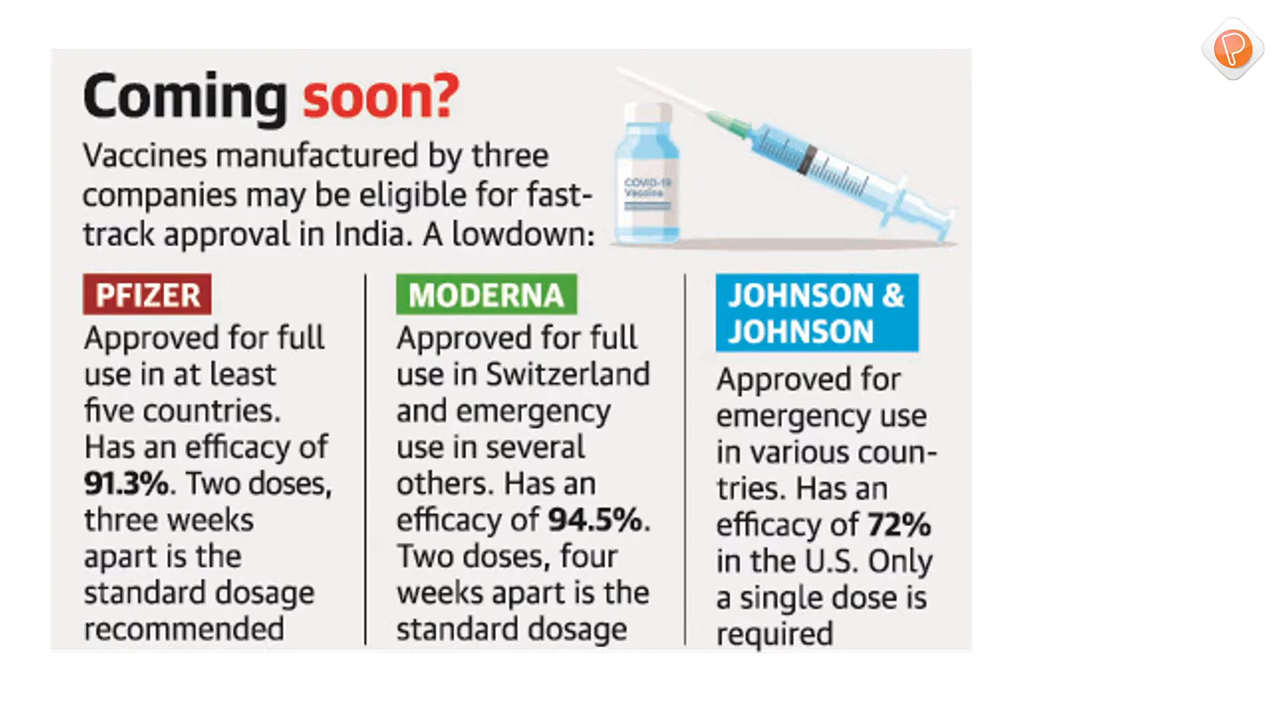 Coming soon?
Vaccines manufactured by three
companies may be eligible for fast-
track approval in India. A lowdown:
COVID-19
Vaccine
PFIZER
Approved for full
use in at least
five countries.
Has an efficacy of
91.3%. Two doses,
three weeks
apart is the
standard dosage
recommended
MODERNA
Approved for full
use in Switzerland
and emergency
use in several
others. Has an
efficacy of 94.5%.
Two doses, four
weeks apart is the
standard dosage
JOHNSON &
JOHNSON
Approved for
emergency use
in various coun-
tries. Has an
efficacy of 72%
in the U.S. Only
a single dose is
required
P